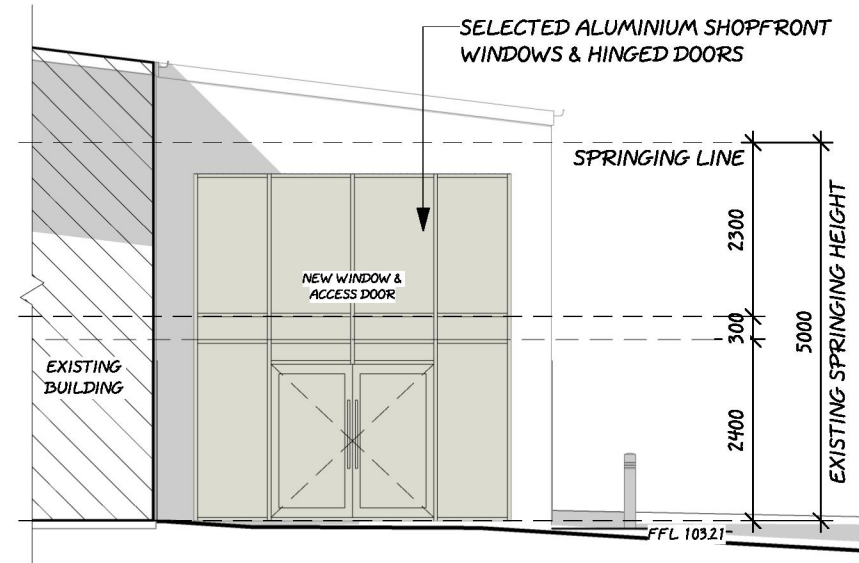 SELECTED ALUMINIUM SHOPFRONT
WINDOWS & HINGED DOORS
SPRINGING LINE
2300
300
2400
5000
EXISTING SPRINGING HEIGHT
NEW WINDOW &
ACCESS DOOR
EXISTING
BUILDING
FFL 103.21